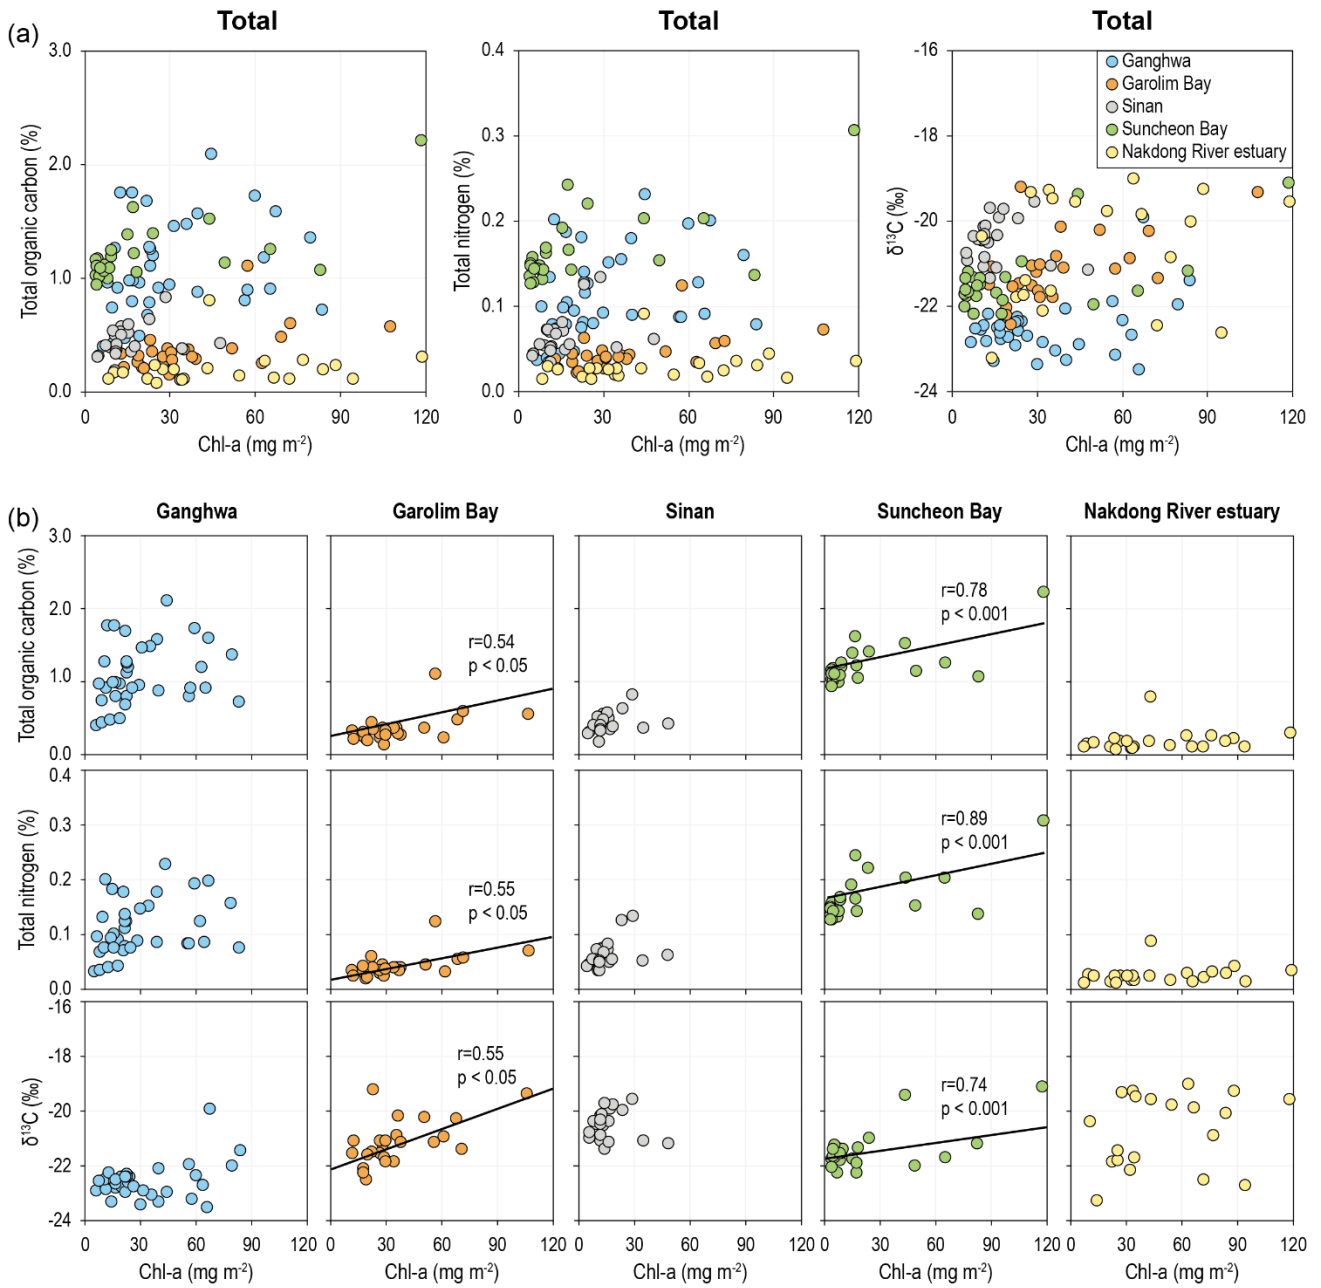 (a)
Total
Total
Total
3.0
2.0
1.0
0.0
Total organic carbon (%)
0
30
60
90
120
Chl-a (mg m⁻²)
0.4
0.3
0.2
0.1
0.0
Total nitrogen (%)
0
30
60
90
120
Chl-a (mg m⁻²)
-16
-18
-20
-22
-24
δ¹³C (‰)
Ganghwa
Garolim Bay
Sinan
Suncheon Bay
Nakdong River estuary
0
30
60
90
120
Chl-a (mg m⁻²)
(b)
Ganghwa
Garolim Bay
Sinan
Suncheon Bay
Nakdong River estuary
3.0
2.0
1.0
0.0
Total organic carbon (%)
r=0.54
p < 0.05
r=0.78
p < 0.001
0.4
0.3
0.2
0.1
0.0
Total nitrogen (%)
r=0.55
p < 0.05
r=0.89
p < 0.001
-16
-18
-20
-22
-24
δ¹³C (‰)
r=0.55
p < 0.05
r=0.74
p < 0.001
0 30 60 90 120
0 30 60 90 120
0 30 60 90 120
0 30 60 90 120
0 30 60 90 120
Chl-a (mg m⁻²)
Chl-a (mg m⁻²)
Chl-a (mg m⁻²)
Chl-a (mg m⁻²)
Chl-a (mg m⁻²)